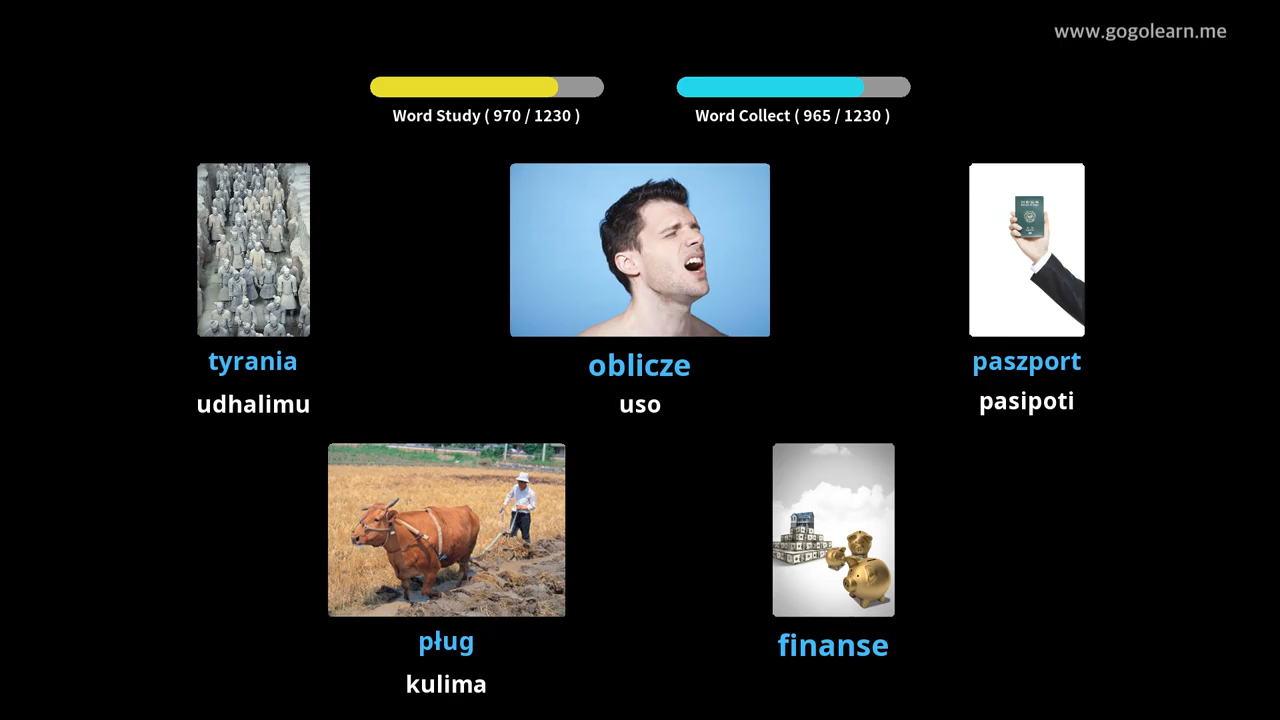 www.gogolearn.me
Word Study ( 970 / 1230 )
Word Collect ( 965 / 1230 )
tyrania
udhalimu
oblicze
uso
paszport
pasipoti
pług
kulima
finanse